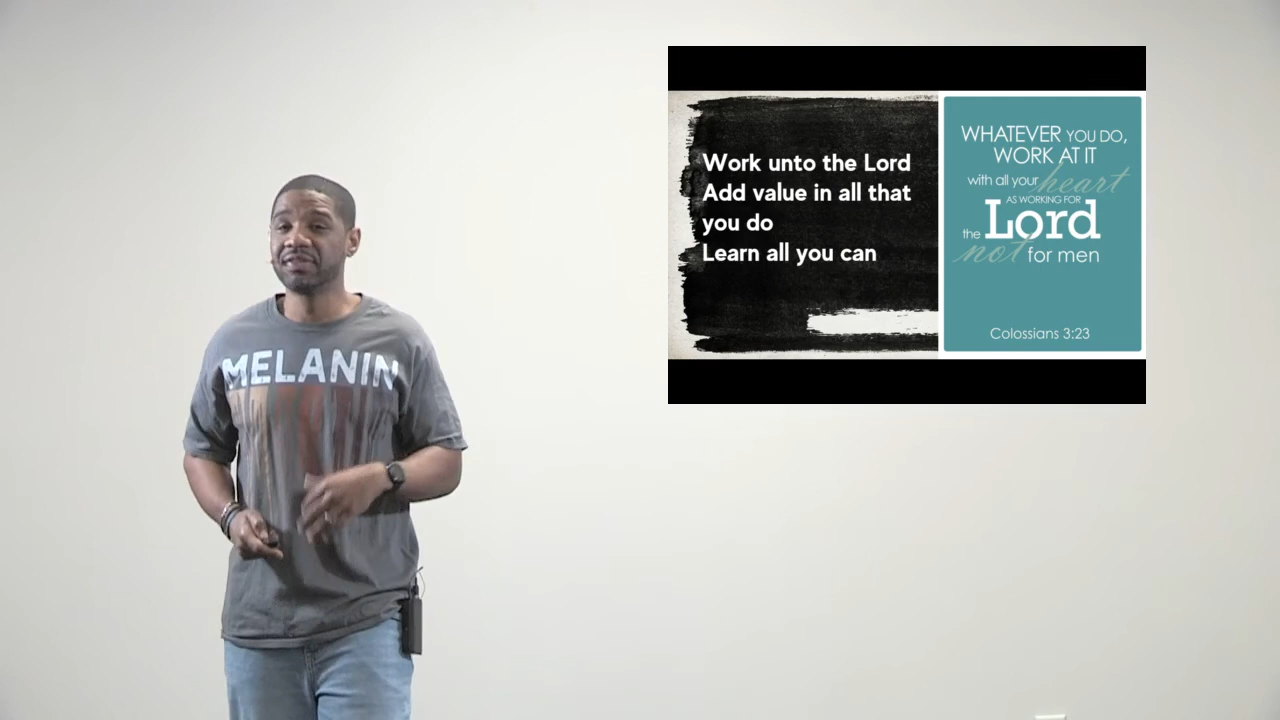 MELANIN
Work unto the Lord
Add value in all that
you do
Learn all you can
WHATEVER YOU DO,
WORK AT IT
with all your heart
AS WORKING FOR
the Lord
not for men
Colossians 3:23